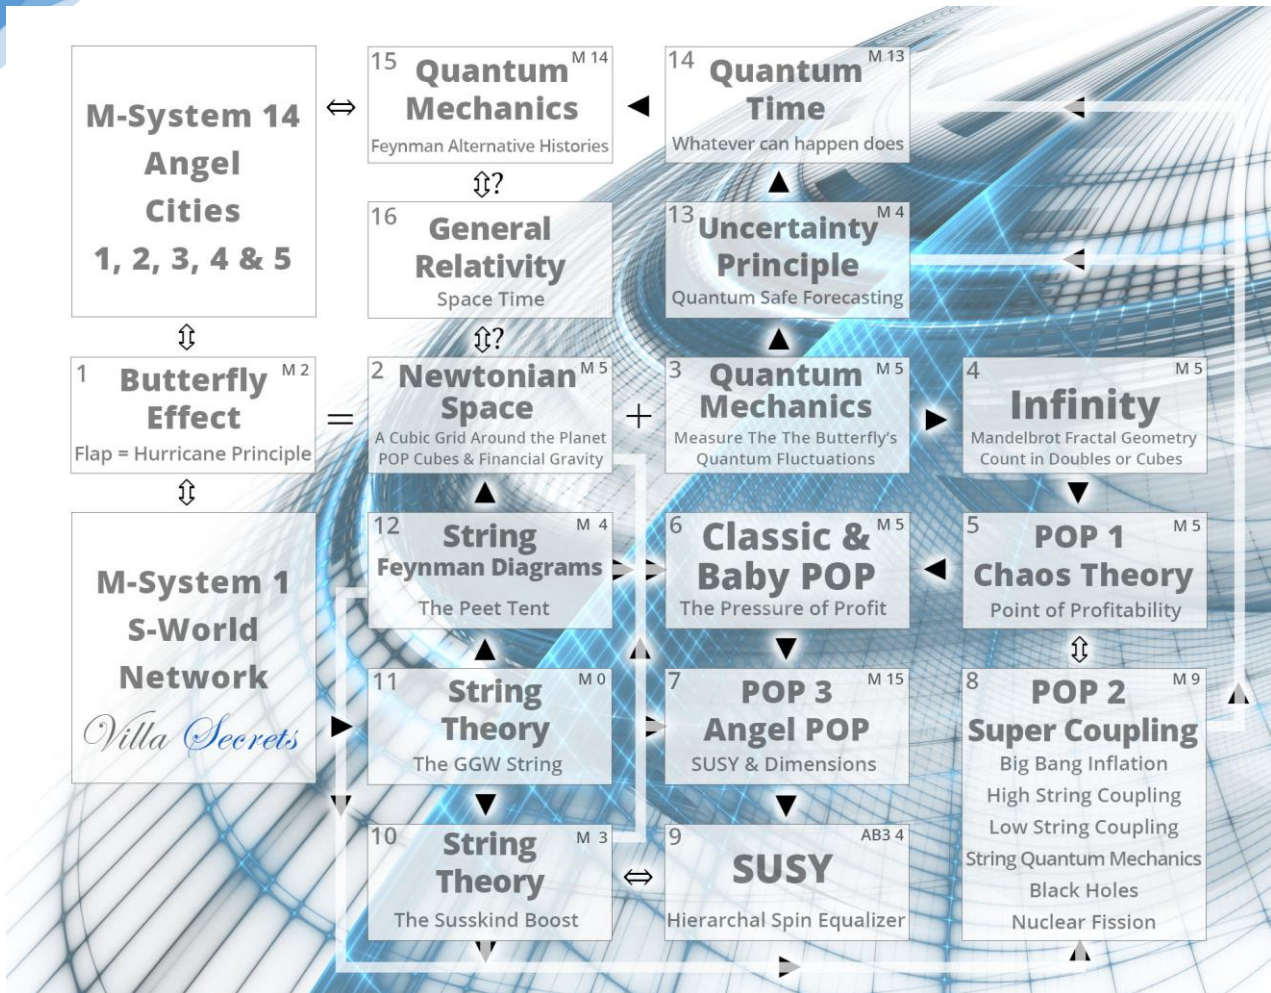 M-System 14
Angel
Cities
1, 2, 3, 4 & 5
⇔
15
M 14
Quantum
Mechanics
Feynman Alternative Histories
14
M 13
Quantum
Time
Whatever can happen does
⇕?
16
General
Relativity
Space Time
13
M 4
Uncertainty
Principle
Quantum Safe Forecasting
⇕
⇕?
1
M 2
Butterfly
Effect
Flap = Hurricane Principle
=
2
M 5
Newtonian
Space
A Cubic Grid Around the Planet
POP Cubes & Financial Gravity
+
3
M 5
Quantum
Mechanics
Measure The The Butterfly's
Quantum Fluctuations
4
M 5
Infinity
Mandelbrot Fractal Geometry
Count in Doubles or Cubes
⇕
M-System 1
S-World
Network
Villa Secrets
12
M 4
String
Feynman Diagrams
The Peet Tent
6
M 5
Classic &
Baby POP
The Pressure of Profit
5
M 5
POP 1
Chaos Theory
Point of Profitability
⇕
11
M 0
String
Theory
The GGW String
7
M 15
POP 3
Angel POP
SUSY & Dimensions
8
M 9
POP 2
Super Coupling
Big Bang Inflation
High String Coupling
Low String Coupling
String Quantum Mechanics
Black Holes
Nuclear Fission
10
M 3
String
Theory
The Susskind Boost
⇔
9
AB3 4
SUSY
Hierarchal Spin Equalizer